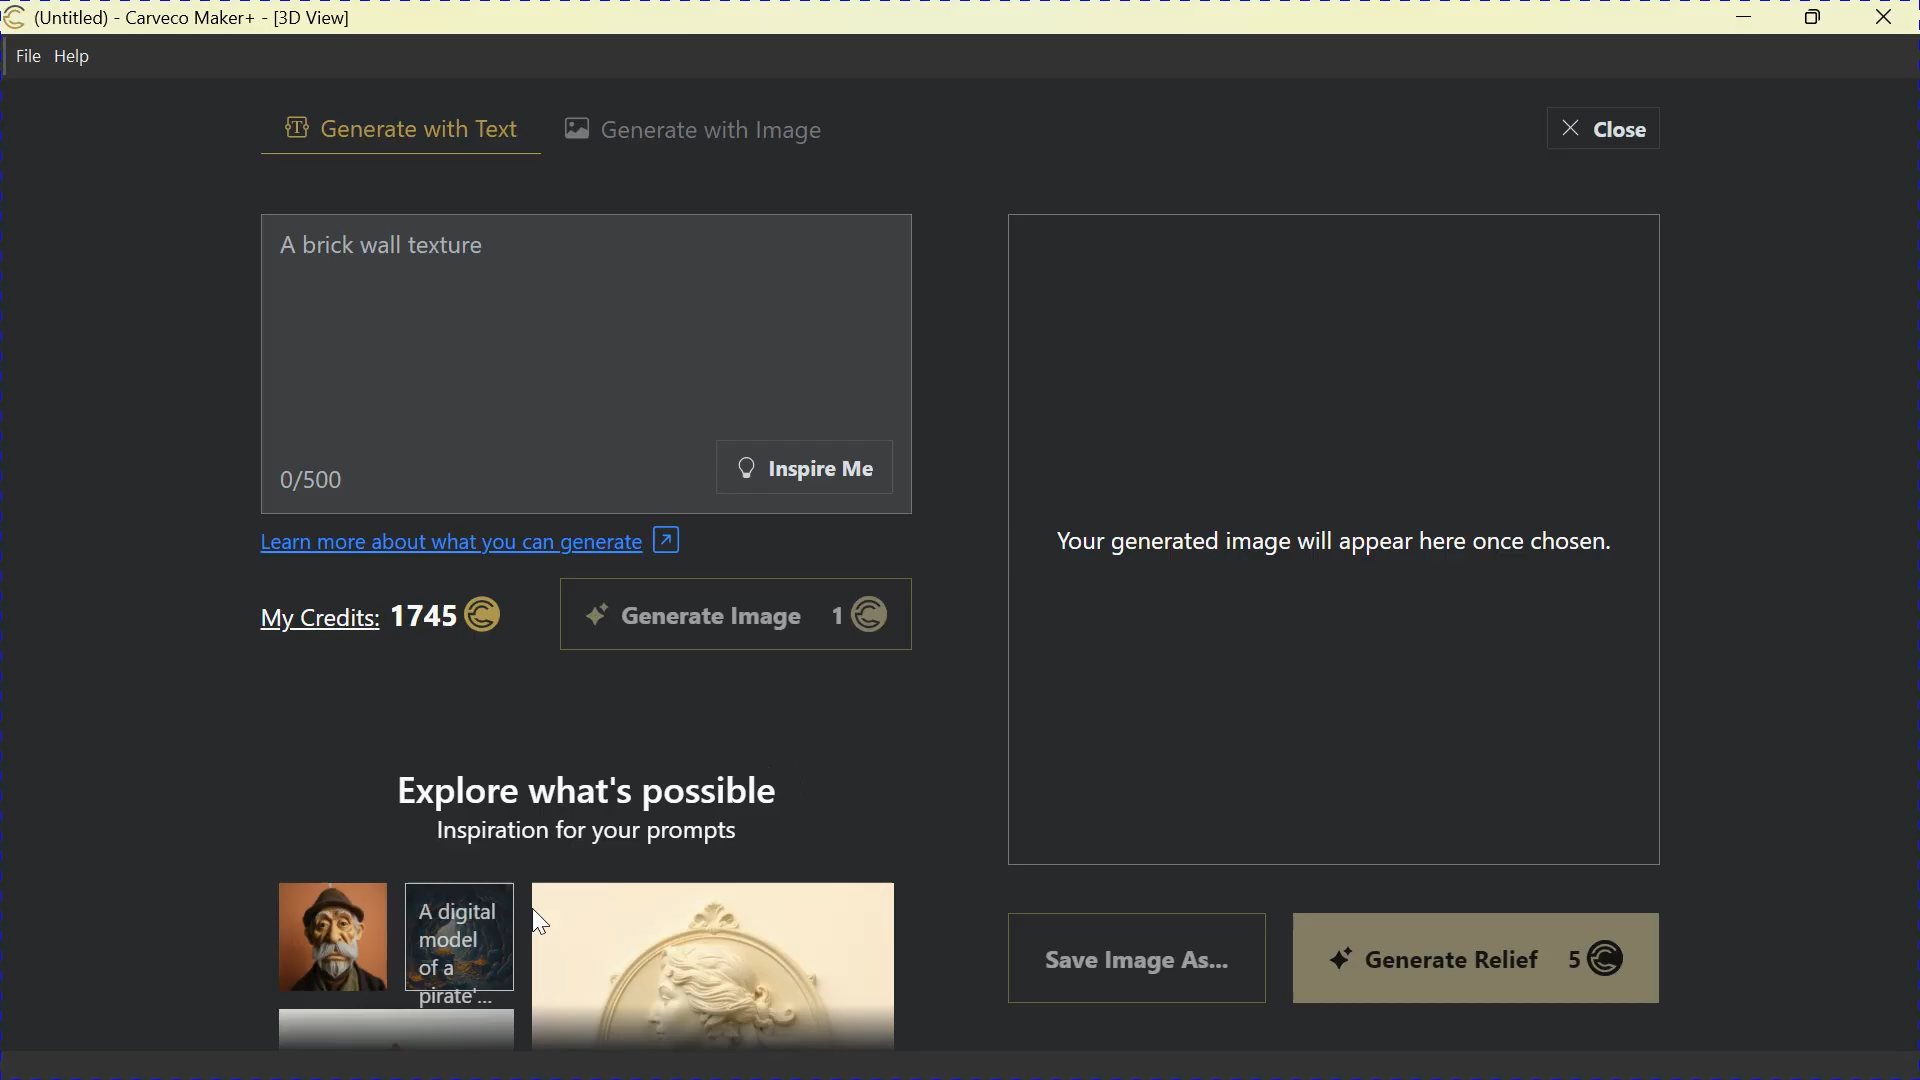 (Untitled) - Carveco Maker+ - [3D View]
File Help
Generate with Text
Generate with Image
Close
A brick wall texture
0/500
Inspire Me
Learn more about what you can generate
My Credits: 1745
Generate Image 1
Your generated image will appear here once chosen.
Explore what's possible
Inspiration for your prompts
A digital
model
of a
pirate'...
Save Image As...
Generate Relief 5